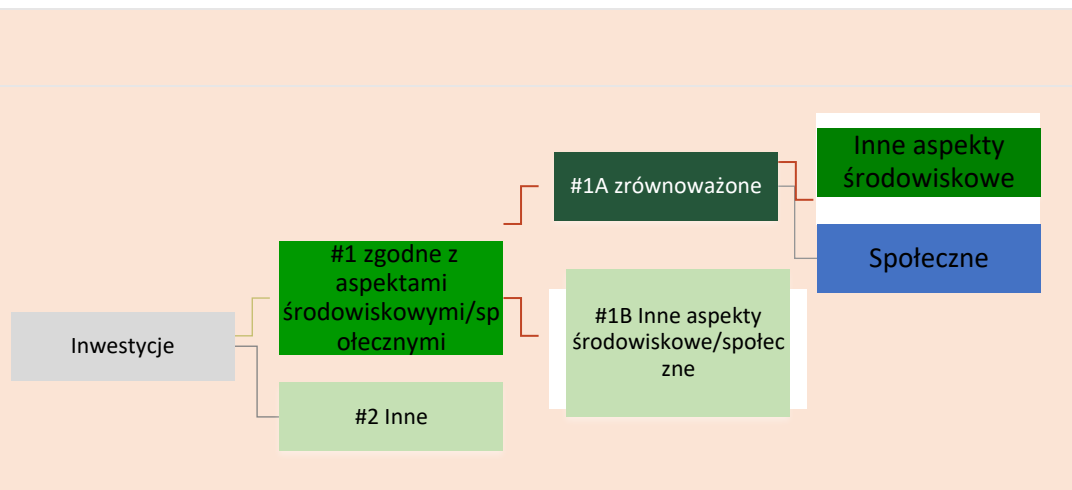 Inwestycje
#1 zgodne z
aspektami
środowiskowymi/sp
ołecznymi
#2 Inne
#1A zrównoważone
#1B Inne aspekty
środowiskowe/społec
zne
Inne aspekty
środowiskowe
Społeczne